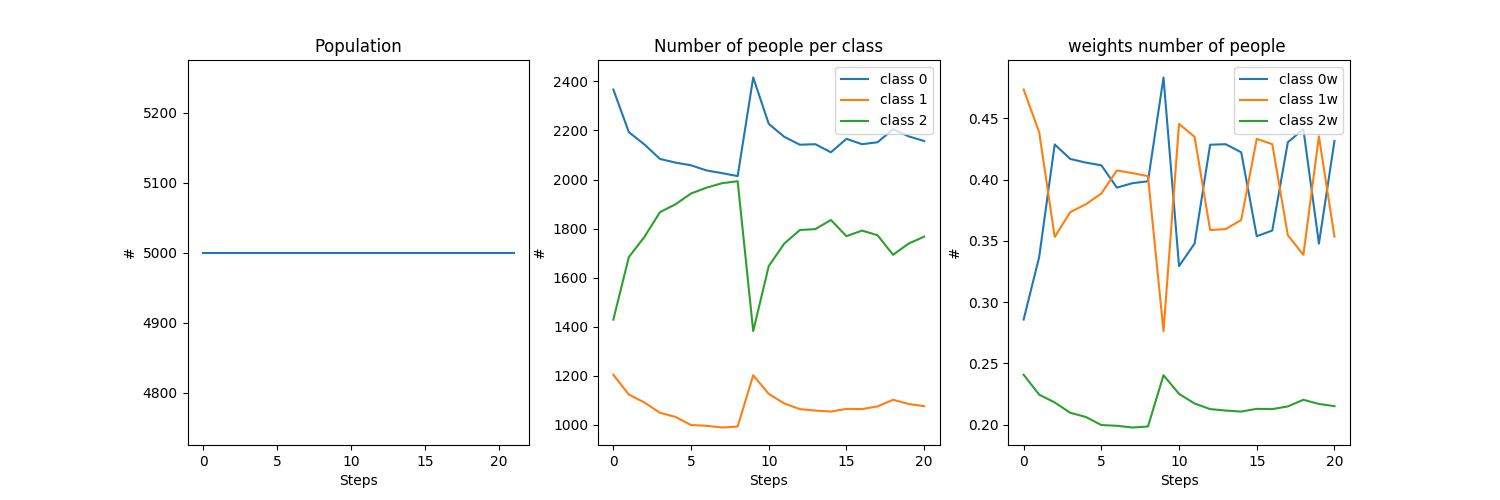 Population
#
5200
5100
5000
4900
4800
0 5 10 15 20
Steps
Number of people per class
#
2400
2200
2000
1800
1600
1400
1200
1000
class 0
class 1
class 2
0 5 10 15 20
Steps
weights number of people
#
0.45
0.40
0.35
0.30
0.25
0.20
class 0w
class 1w
class 2w
0 5 10 15 20
Steps